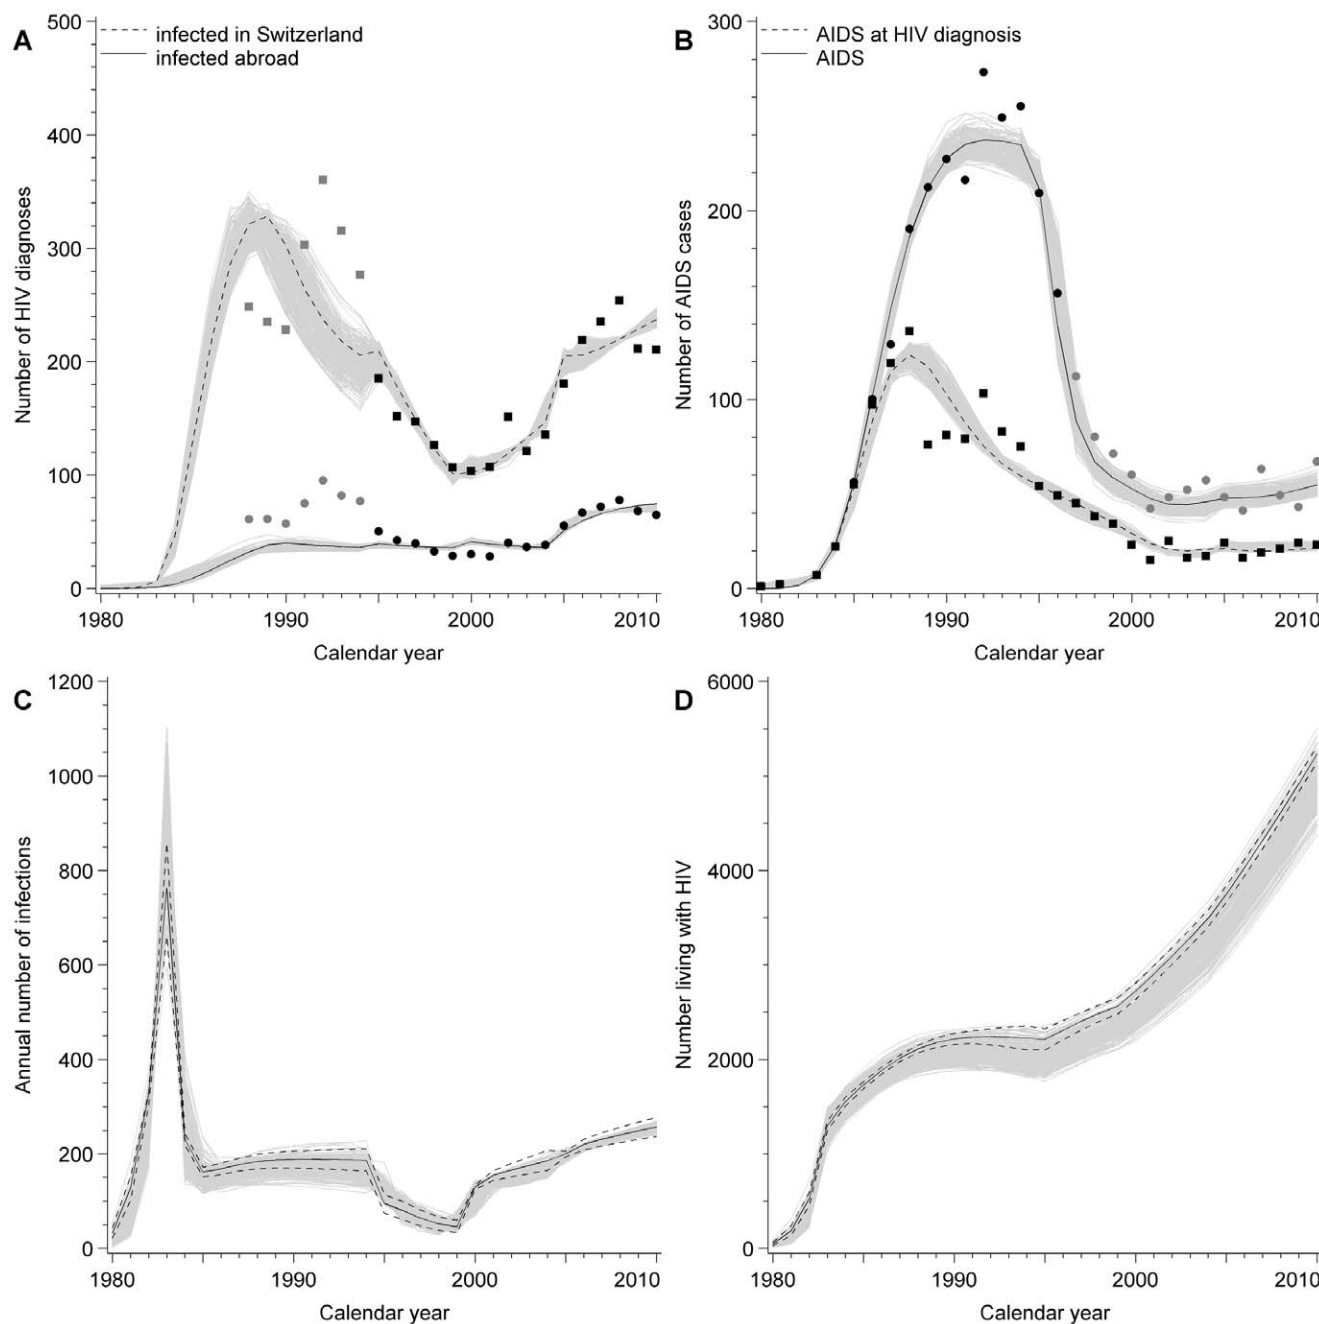 A
infected in Switzerland
infected abroad
500
400
300
200
100
0
Number of HIV diagnoses
1980
1990
2000
2010
Calendar year
B
AIDS at HIV diagnosis
AIDS
300
200
100
0
Number of AIDS cases
1980
1990
2000
2010
Calendar year
C
1200
1000
800
600
400
200
0
Annual number of infections
1980
1990
2000
2010
Calendar year
D
6000
4000
2000
0
Number living with HIV
1980
1990
2000
2010
Calendar year